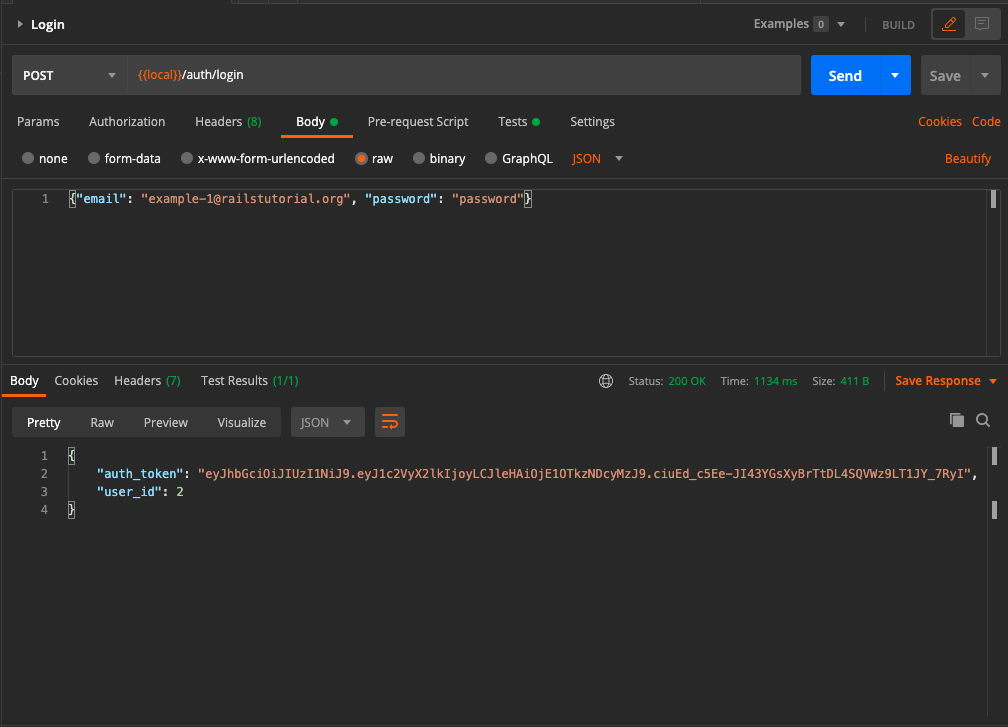 Login Examples 0 BUILD
POST {{local}}/auth/login Send Save
Params Authorization Headers (8) Body Pre-request Script Tests Settings Cookies Code
none form-data x-www-form-urlencoded raw binary GraphQL JSON Beautify
1 {"email": "example-1@railstutorial.org", "password": "password"}
Body Cookies Headers (7) Test Results (1/1) Status: 200 OK Time: 1134 ms Size: 411 B Save Response
Pretty Raw Preview Visualize JSON
1 {
2 "auth_token": "eyJhbGciOiJIUzI1NiJ9.eyJ1c2VyX2lkIjoyLCJleHAiOjE1OTkzNDcyMzJ9.ciuEd_c5Ee-JI43YGsXyBrTtDL4SQVWz9LT1JY_7RyI",
3 "user_id": 2
4 }